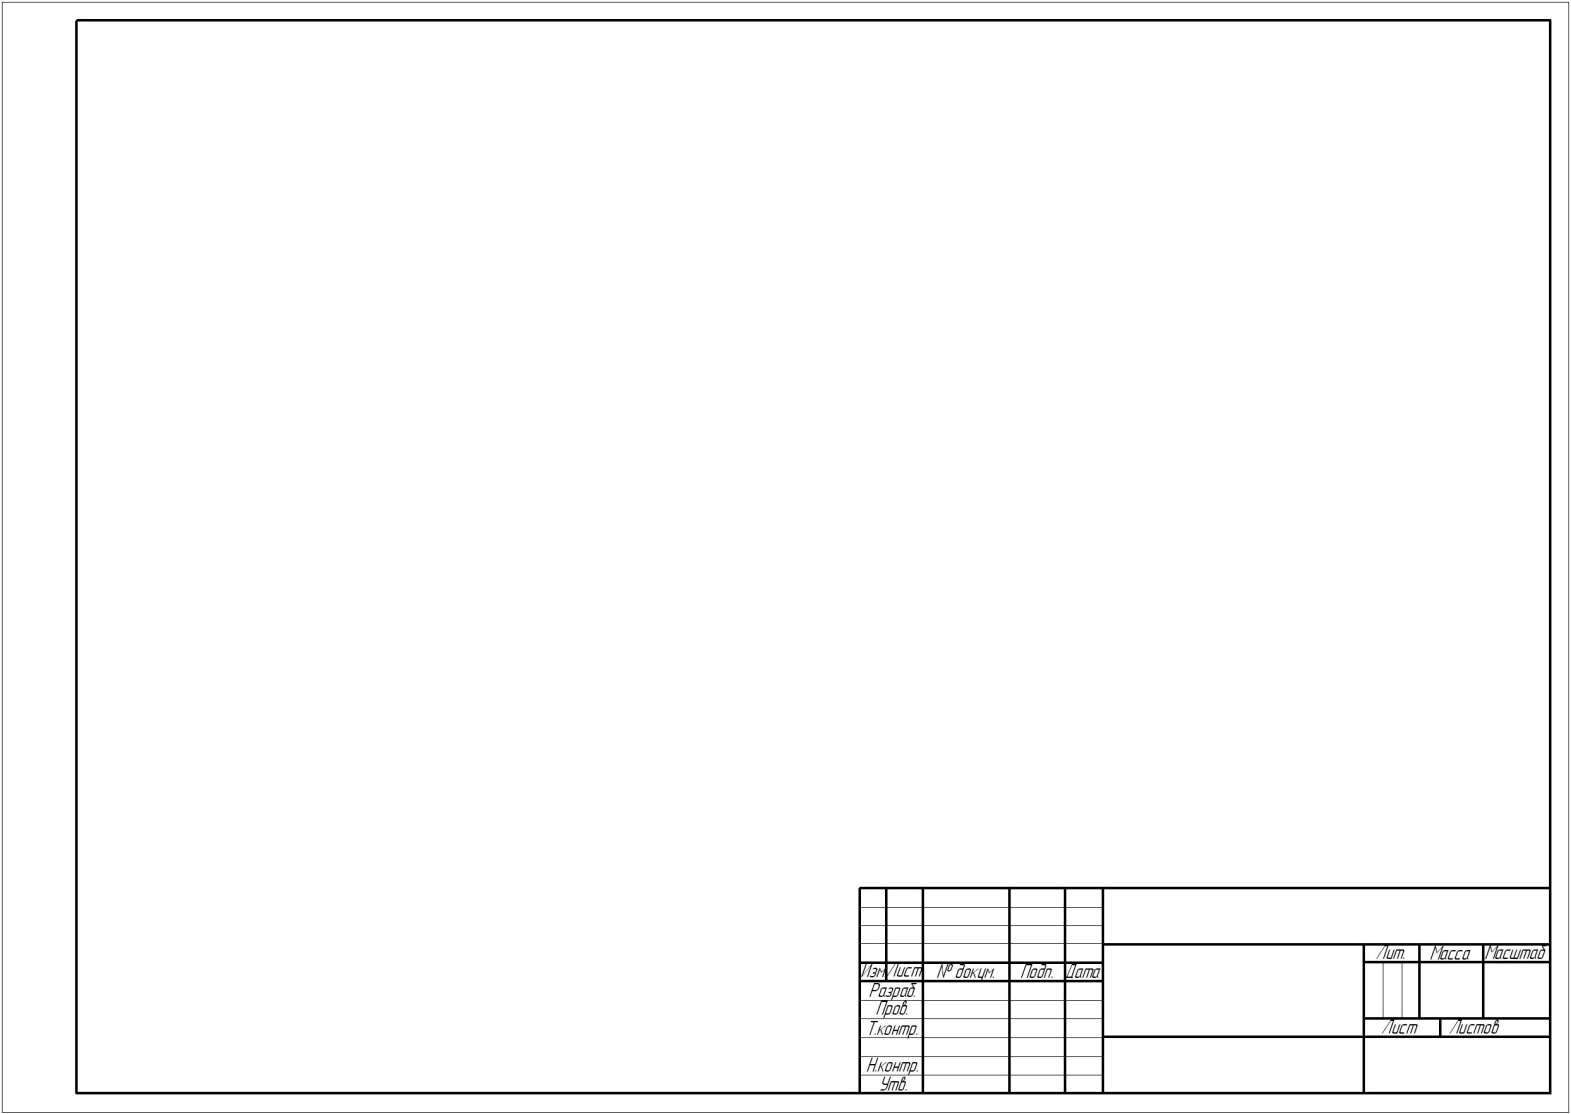 Лит. Масса Масштаб
Изм Лист № докум. Подп. Дата
Разраб.
Пров.
Т.контр.
Лист Листов
Н.контр.
Утв.